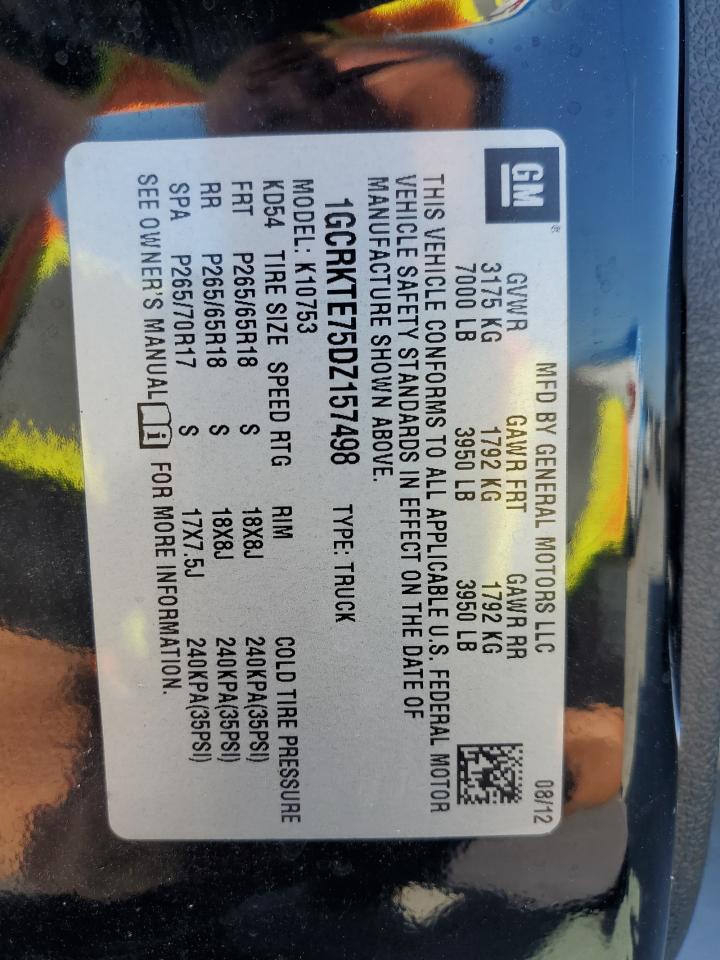 GM®
MFD BY GENERAL MOTORS LLC 08/12
GVWR GAWR FRT GAWR RR
3175 KG 1792 KG 1792 KG
7000 LB 3950 LB 3950 LB
THIS VEHICLE CONFORMS TO ALL APPLICABLE U.S. FEDERAL MOTOR
VEHICLE SAFETY STANDARDS IN EFFECT ON THE DATE OF
MANUFACTURE SHOWN ABOVE.
1GCRKTE75DZ157498 TYPE: TRUCK
MODEL: K10753
KD54 TIRE SIZE SPEED RTG RIM COLD TIRE PRESSURE
FRT P265/65R18 S 18X8J 240KPA(35PSI)
RR P265/65R18 S 18X8J 240KPA(35PSI)
SPA P265/70R17 S 17X7.5J 240KPA(35PSI)
SEE OWNER'S MANUAL i FOR MORE INFORMATION.